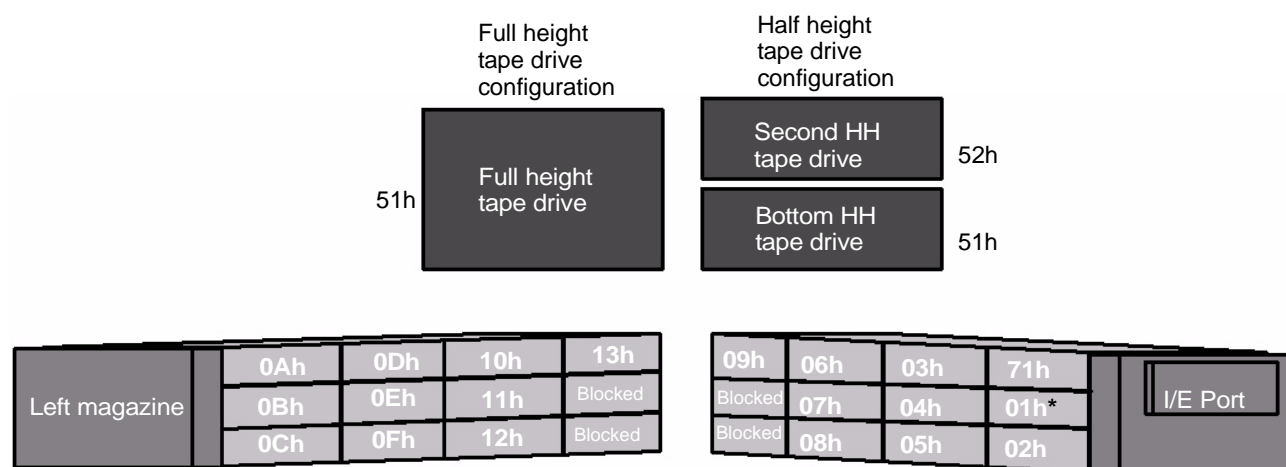 Full height
tape drive
configuration
Half height
tape drive
configuration
51h
Full height
tape drive
Second HH
tape drive
52h
Bottom HH
tape drive
51h
Left magazine
0Ah 0Dh 10h 13h
0Bh 0Eh 11h Blocked
0Ch 0Fh 12h Blocked
09h 06h 03h 71h
Blocked 07h 04h 01h*
Blocked 08h 05h 02h
I/E Port